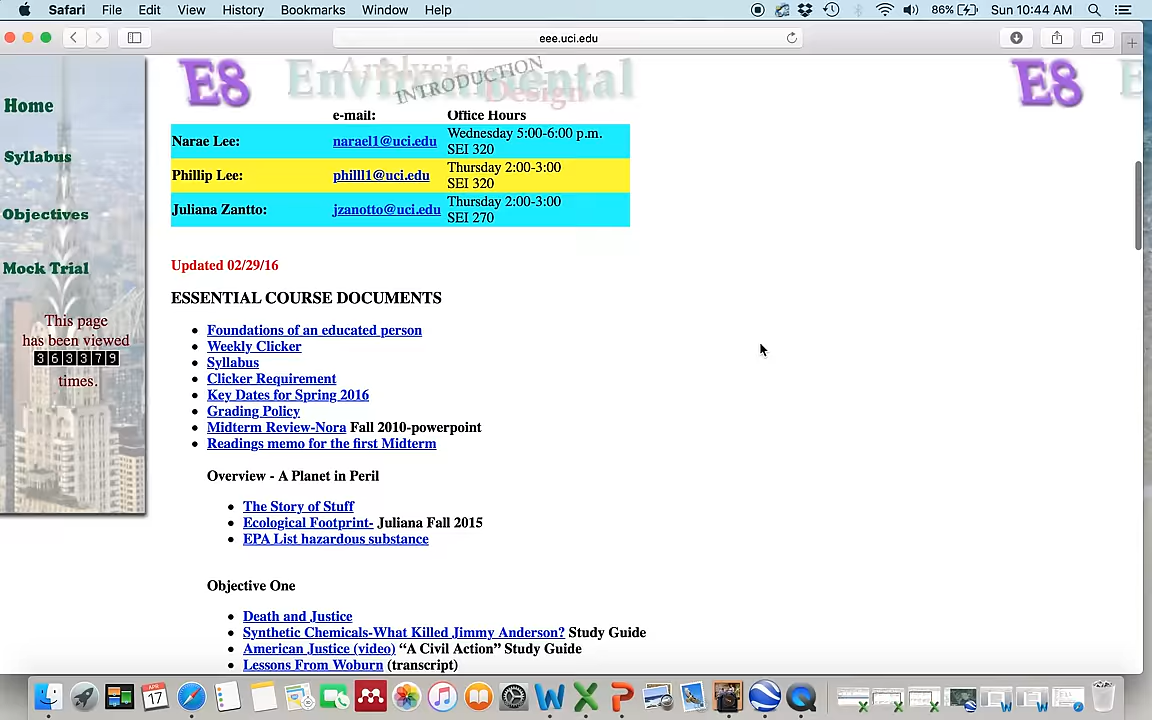 Safari File Edit View History Bookmarks Window Help 86% Sun 10:44 AM
eee.uci.edu
E8 Environmental Analysis INTRODUCTION Design E8 E
Home
Syllabus
Objectives
Mock Trial
This page
has been viewed
363379
times.
e-mail: Office Hours
Narae Lee: narael1@uci.edu Wednesday 5:00-6:00 p.m.
SEI 320
Phillip Lee: philll1@uci.edu Thursday 2:00-3:00
SEI 320
Juliana Zantto: jzanotto@uci.edu Thursday 2:00-3:00
SEI 270
Updated 02/29/16
ESSENTIAL COURSE DOCUMENTS
Foundations of an educated person
Weekly Clicker
Syllabus
Clicker Requirement
Key Dates for Spring 2016
Grading Policy
Midterm Review-Nora Fall 2010-powerpoint
Readings memo for the first Midterm
Overview - A Planet in Peril
The Story of Stuff
Ecological Footprint- Juliana Fall 2015
EPA List hazardous substance
Objective One
Death and Justice
Synthetic Chemicals-What Killed Jimmy Anderson? Study Guide
American Justice (video) “A Civil Action” Study Guide
Lessons From Woburn (transcript)
APR
17